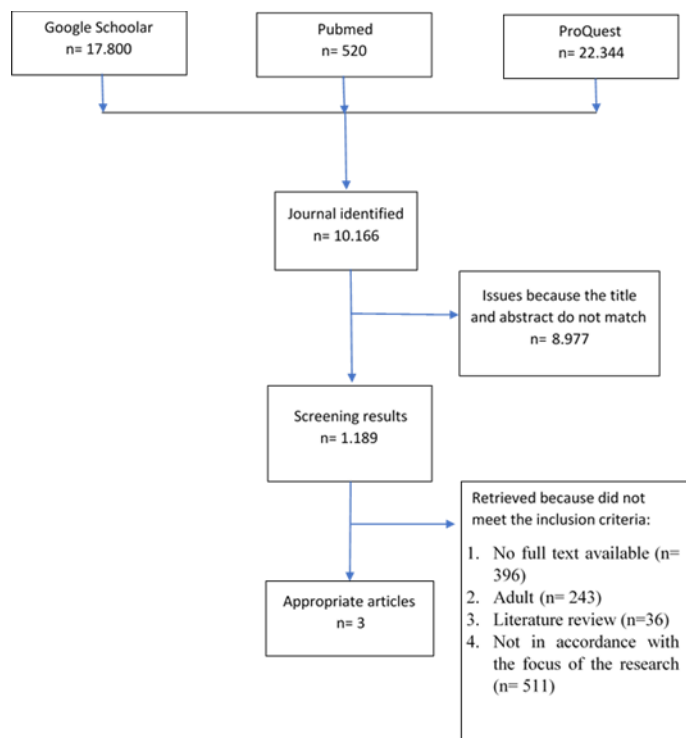 Google Schoolar
n= 17.800
Pubmed
n= 520
ProQuest
n= 22.344
Journal identified
n= 10.166
Issues because the title
and abstract do not match
n= 8.977
Screening results
n= 1.189
Retrieved because did not
meet the inclusion criteria:
1. No full text available (n=
396)
2. Adult (n= 243)
3. Literature review (n=36)
4. Not in accordance with
the focus of the research
(n= 511)
Appropriate articles
n= 3